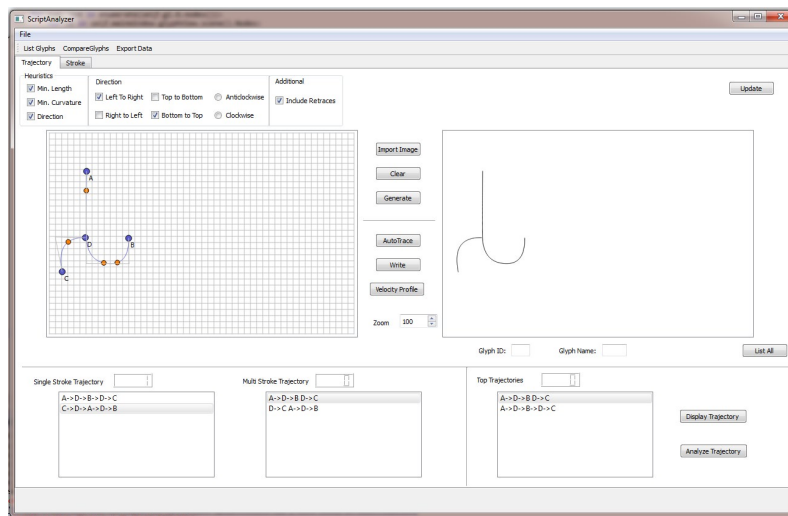 ScriptAnalyzer
File
List Glyphs CompareGlyphs Export Data
Trajectory Stroke
Heuristics
Min. Length
Min. Curvature
Direction
Direction
Left To Right Top to Bottom Anticlockwise
Right to Left Bottom to Top Clockwise
Additional
Include Retraces
Update
A
D
B
C
Import Image
Clear
Generate
AutoTrace
Write
Velocity Profile
Zoom 100
Glyph ID: Glyph Name: List All
Single Stroke Trajectory
A->D->B->D->C
C->D->A->D->B
Multi Stroke Trajectory
A->D->B D->C
D->C A->D->B
Top Trajectories
A->D->B D->C
A->D->B->D->C
Display Trajectory
Analyze Trajectory